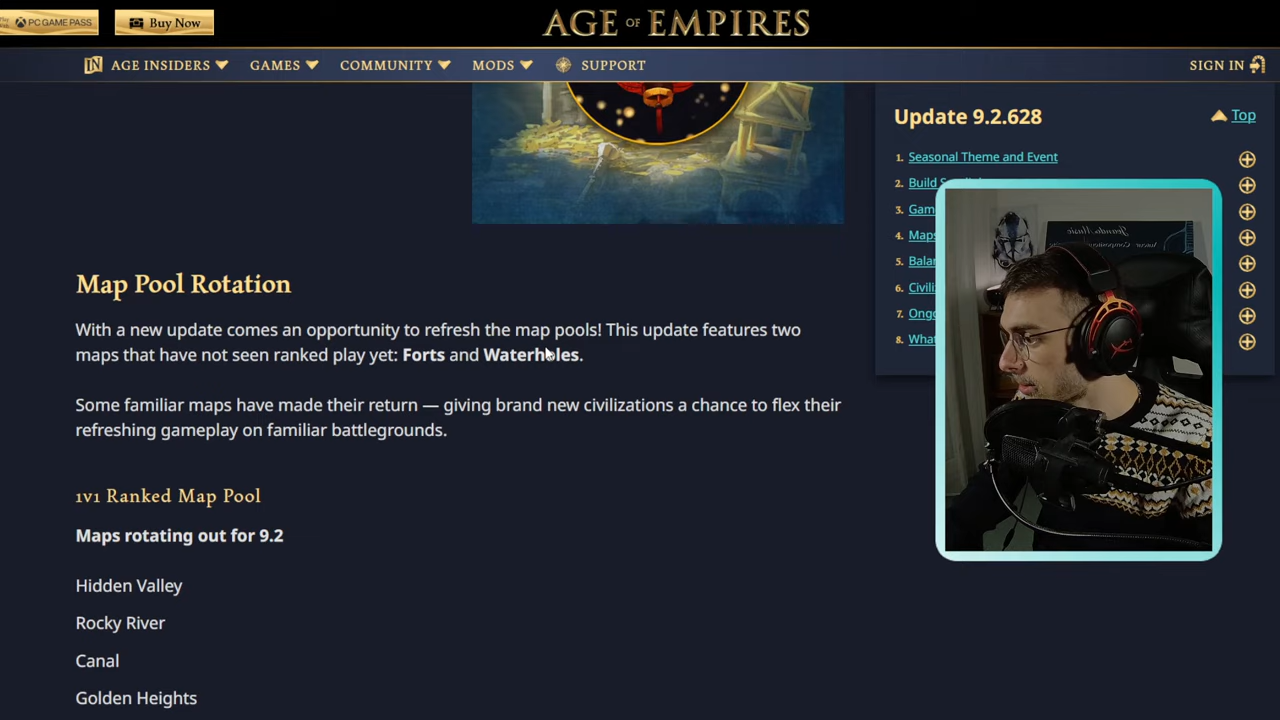 PC GAME PASS
Buy Now
AGE OF EMPIRES
AGE INSIDERS
GAMES
COMMUNITY
MODS
SUPPORT
SIGN IN
Update 9.2.628
Top
1. Seasonal Theme and Event
2. Build
3. Gam
4. Maps
5. Balan
6. Civili
7. Ongo
8. What
Map Pool Rotation
With a new update comes an opportunity to refresh the map pools! This update features two
maps that have not seen ranked play yet: Forts and Waterholes.
Some familiar maps have made their return — giving brand new civilizations a chance to flex their
refreshing gameplay on familiar battlegrounds.
1v1 Ranked Map Pool
Maps rotating out for 9.2
Hidden Valley
Rocky River
Canal
Golden Heights